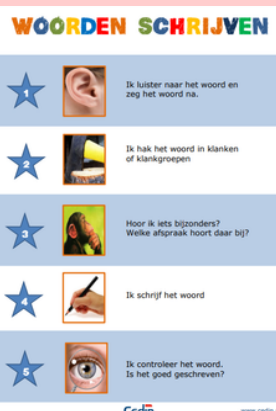 WOORDEN SCHRIJVEN
1
Ik luister naar het woord en
zeg het woord na.
2
Ik hak het woord in klanken
of klankgroepen
3
Hoor ik iets bijzonders?
Welke afspraak hoort daar bij?
4
Ik schrijf het woord
5
Ik controleer het woord.
Is het goed geschreven?